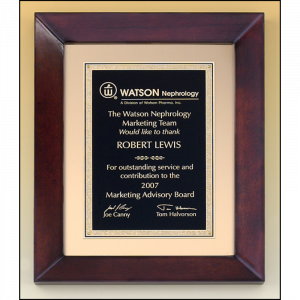 WATSON Nephrology
A Division of Watson Pharma, Inc.
The Watson Nephrology
Marketing Team
Would like to thank
ROBERT LEWIS
For outstanding service and
contribution to the
2007
Marketing Advisory Board
Joe Canny Tom Halvorson